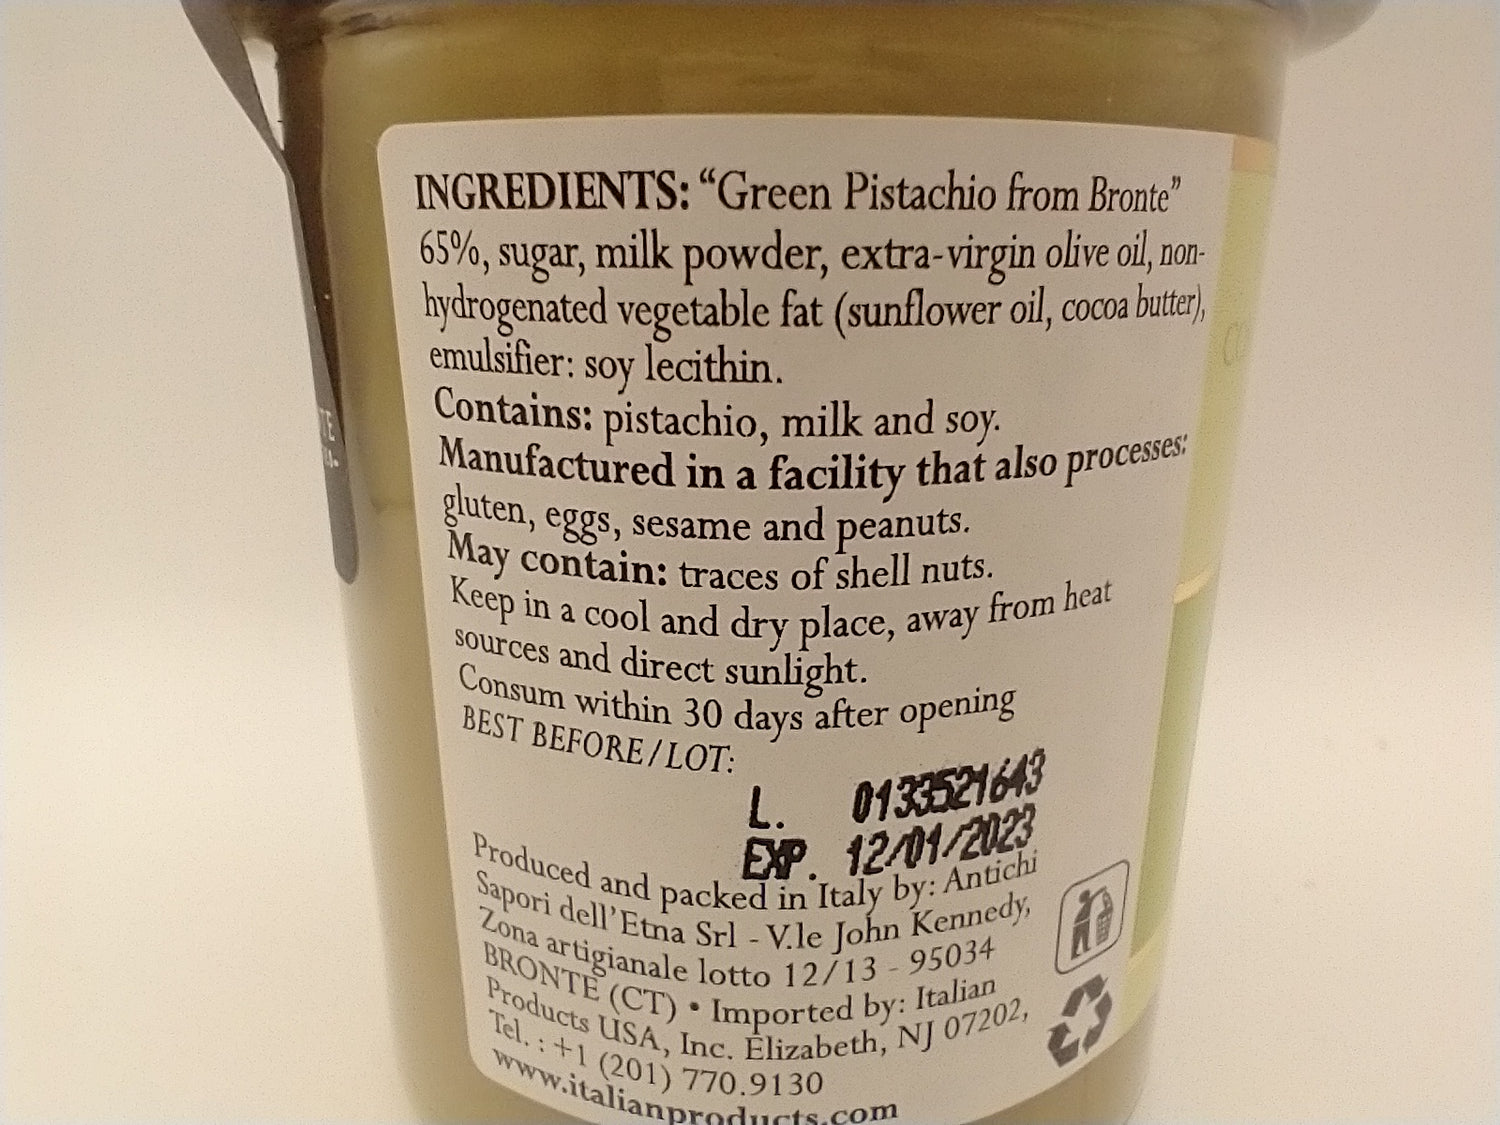 INGREDIENTS: “Green Pistachio from Bronte”
65%, sugar, milk powder, extra-virgin olive oil, non-
hydrogenated vegetable fat (sunflower oil, cocoa butter),
emulsifier: soy lecithin.
Contains: pistachio, milk and soy.
Manufactured in a facility that also processes:
gluten, eggs, sesame and peanuts.
May contain: traces of shell nuts.
Keep in a cool and dry place, away from heat
sources and direct sunlight.
Consum within 30 days after opening
BEST BEFORE/LOT:
L. 0133521643
EXP. 12/01/2023
Produced and packed in Italy by: Antichi
Sapori dell'Etna Srl - V.le John Kennedy,
Zona artigianale lotto 12/13 - 95034
BRONTE (CT) • Imported by: Italian
Products USA, Inc. Elizabeth, NJ 07202,
Tel. : +1 (201) 770.9130
www.italianproducts.com